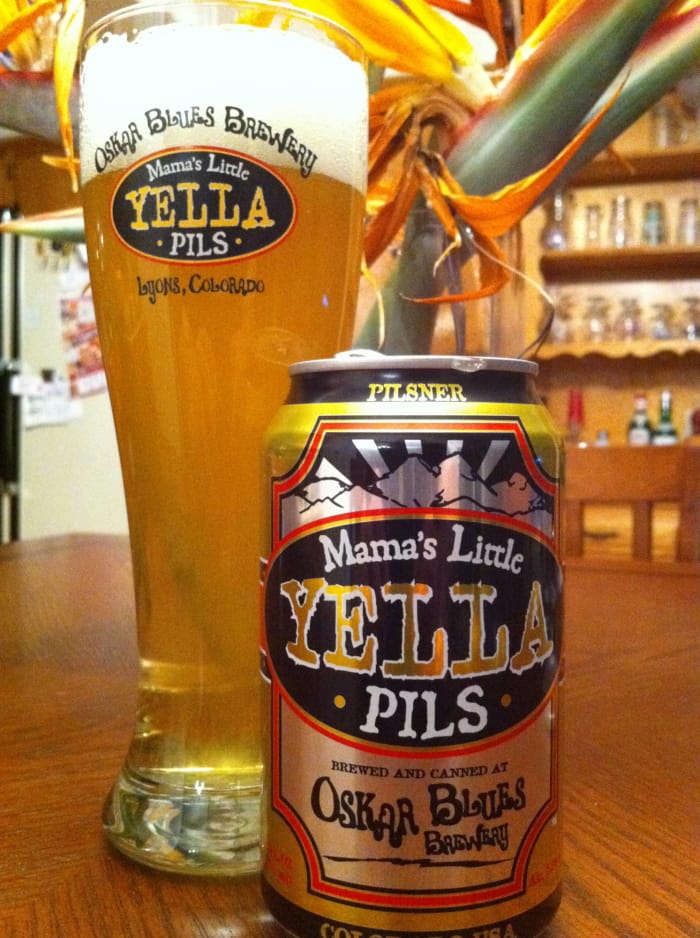 Oskar Blues Brewery
Mama's Little
YELLA
PILS
Lyons, Colorado
PILSNER
Mama's Little
YELLA
· PILS ·
BREWED AND CANNED AT
Oskar Blues
Brewery